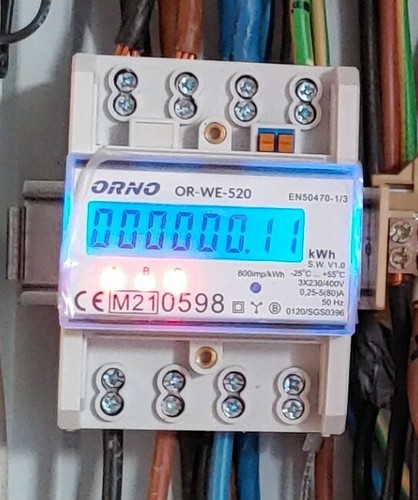 ORNO OR-WE-520 EN50470-1/3
000000.11
kWh
S.W. V1.0
800imp/kWh -25°C ... +55°C
3X230/400V
0,25-5(80)A
50 Hz
B
CE M21 0598 B 0120/SGS0396